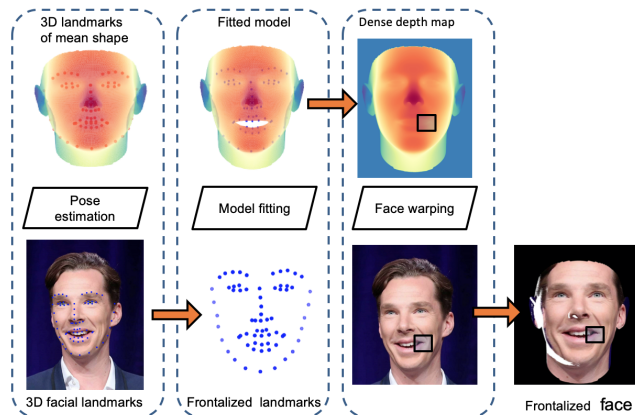 3D landmarks
of mean shape
Fitted model
Dense depth map
Pose
estimation
Model fitting
Face warping
3D facial landmarks
Frontalized landmarks
Frontalized face